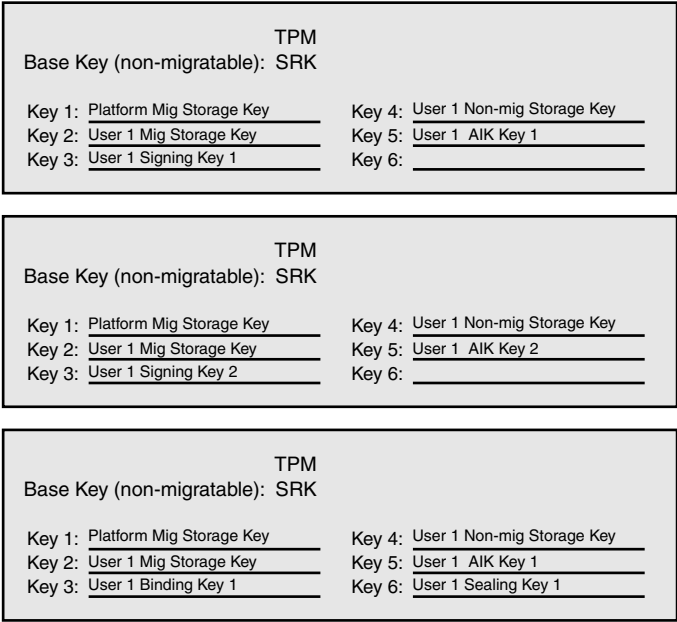 TPM
Base Key (non-migratable): SRK
Key 1: Platform Mig Storage Key
Key 2: User 1 Mig Storage Key
Key 3: User 1 Signing Key 1
Key 4: User 1 Non-mig Storage Key
Key 5: User 1 AIK Key 1
Key 6:
TPM
Base Key (non-migratable): SRK
Key 1: Platform Mig Storage Key
Key 2: User 1 Mig Storage Key
Key 3: User 1 Signing Key 2
Key 4: User 1 Non-mig Storage Key
Key 5: User 1 AIK Key 2
Key 6:
TPM
Base Key (non-migratable): SRK
Key 1: Platform Mig Storage Key
Key 2: User 1 Mig Storage Key
Key 3: User 1 Binding Key 1
Key 4: User 1 Non-mig Storage Key
Key 5: User 1 AIK Key 1
Key 6: User 1 Sealing Key 1